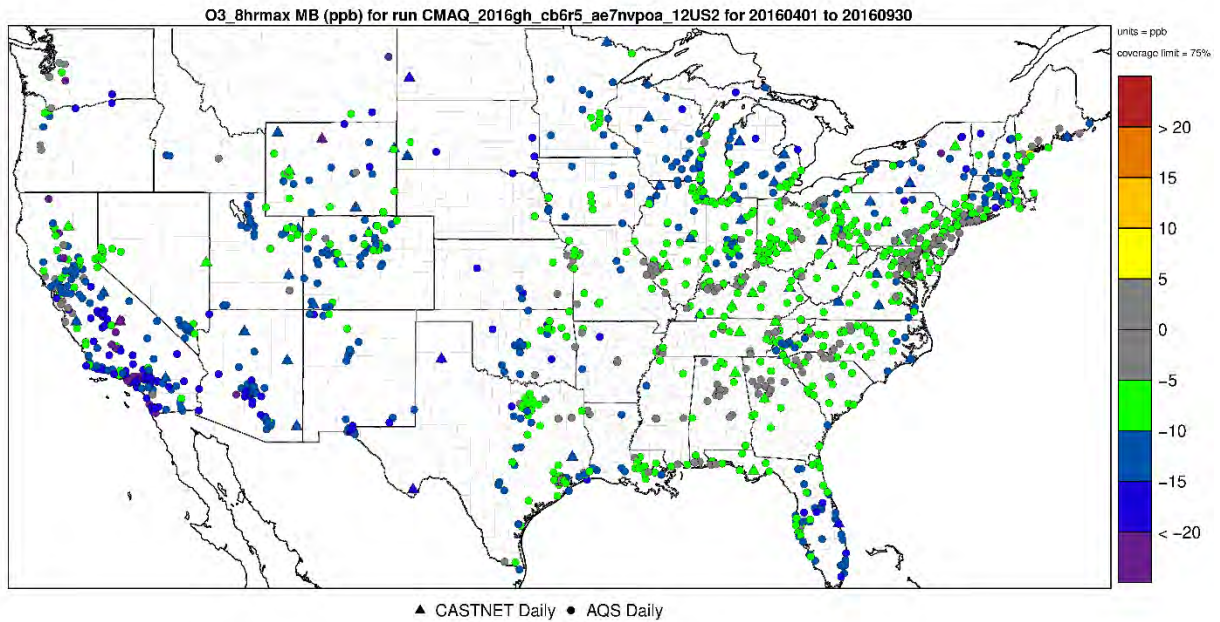 O3_8hrmax MB (ppb) for run CMAQ_2016gh_cb6r5_ae7nvpoa_12US2 for 20160401 to 20160930
units = ppb
coverage limit = 75%
> 20
15
10
5
0
−5
−10
−15
< −20
▲ CASTNET Daily ● AQS Daily